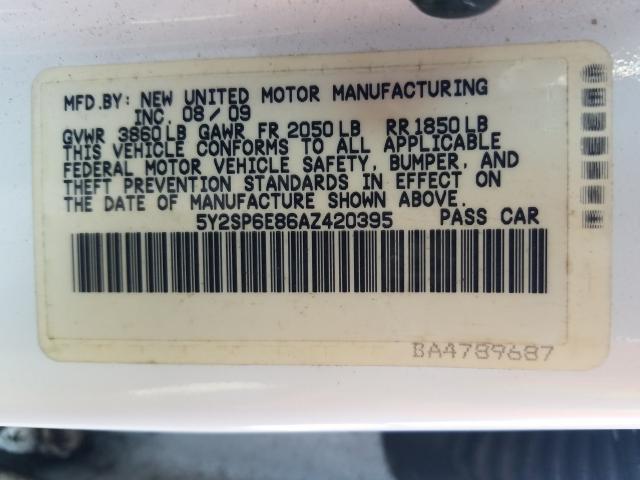 MFD.BY: NEW UNITED MOTOR MANUFACTURING
INC. 08/09
GVWR 3860LB GAWR FR 2050LB RR 1850LB
THIS VEHICLE CONFORMS TO ALL APPLICABLE
FEDERAL MOTOR VEHICLE SAFETY, BUMPER, AND
THEFT PREVENTION STANDARDS IN EFFECT ON
THE DATE OF MANUFACTURE SHOWN ABOVE.
5Y2SP6E86AZ420395 PASS CAR
BA4789687